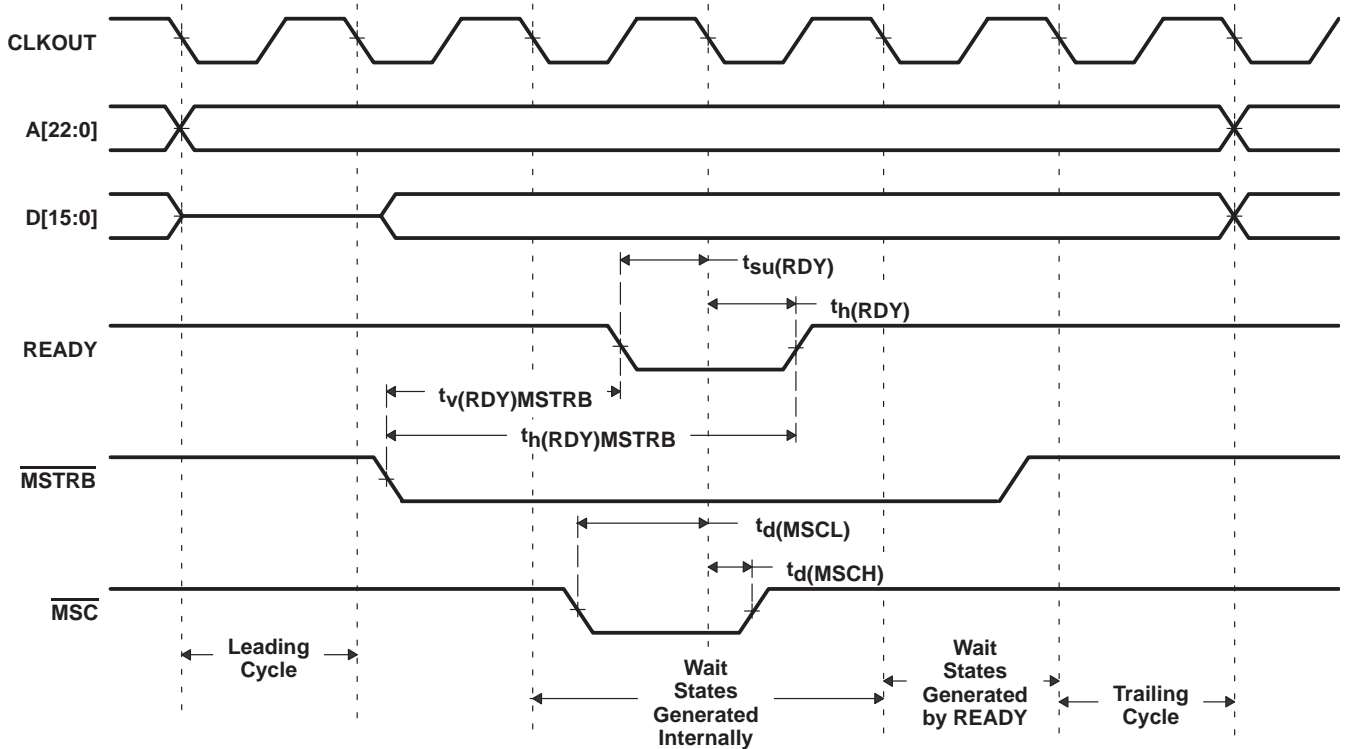 CLKOUT
A[22:0]
D[15:0]
tsu(RDY)
th(RDY)
READY
tv(RDY)MSTRB
th(RDY)MSTRB
MSTRB
td(MSCL)
td(MSCH)
MSC
Leading
Cycle
Wait
States
Generated
Internally
Wait
States
Generated
by READY
Trailing
Cycle